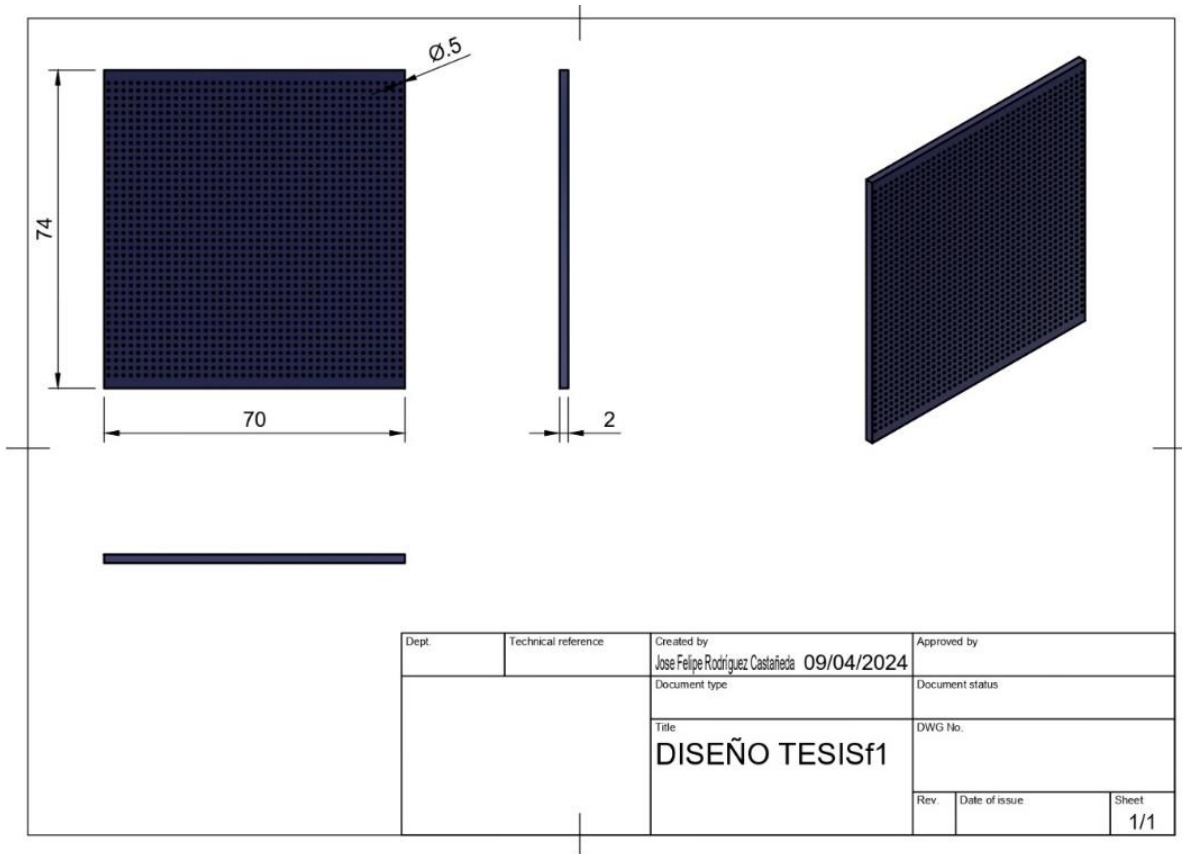 Ø.5
74
70
2
Dept.
Technical reference
Created by
Approved by
Jose Felipe Rodríguez Castañeda 09/04/2024
Document type
Document status
Title
DWG No.
DISEÑO TESISf1
Rev.
Date of issue
Sheet
1/1